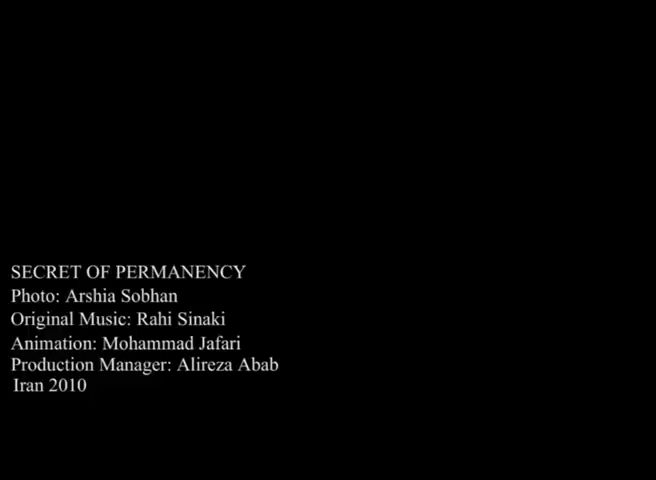 SECRET OF PERMANENCY
Photo: Arshia Sobhan
Original Music: Rahi Sinaki
Animation: Mohammad Jafari
Production Manager: Alireza Abab
Iran 2010